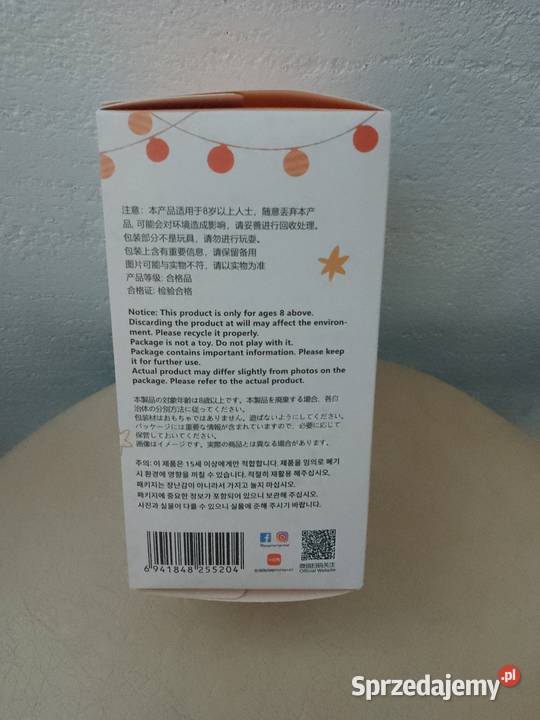 注意: 本产品适用于8岁以上人士, 随意丢弃本产
品, 可能会对环境造成影响, 请妥善进行回收处理。
包装部分不是玩具, 请勿进行玩耍。
包装上含有重要信息, 请保留备用
图片可能与实物不符, 请以实物为准
产品等级: 合格品
合格证: 检验合格
Notice: This product is only for ages 8 above.
Discarding the product at will may affect the environ-
ment. Please recycle it properly.
Package is not a toy. Do not play with it.
Package contains important information. Please keep
it for further use.
Actual product may differ slightly from photos on the
package. Please refer to the actual product.
本製品の対象年齢は8歳以上です。本製品を廃棄する場合、各自
治体の分別方法に従ってください。
包装材はおもちゃではありません。遊ばないようにしてください。
パッケージには重要な情報が含まれていますので、必要に応じて
保管しておいてください。
画像はイメージです。実際の商品とは異なる場合があります。
주의: 이 제품은 15세 이상에게만 적합합니다. 제품을 임의로 폐기
시 환경에 영향을 끼칠 수 있습니다. 적절히 재활용 해주십시오.
패키지는 장난감이 아니라서 가지고 놀지 마십시오.
패키지에 중요한 정보가 포함되어 있으니 보관해 주십시오.
사진과 실물이 다를 수 있으니 실물에 준해 주시기 바랍니다.
6 941848 255204
微信扫码关注
Official Website
Sprzedajemy.pl